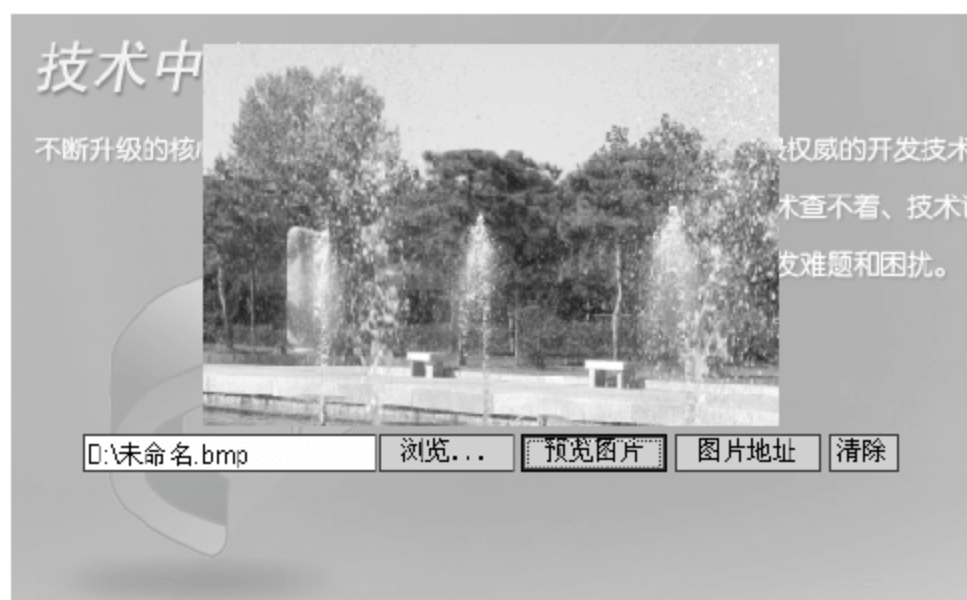 技术中
不断升级的核 权威的开发技术
术查不着、技术
发难题和困扰。
D:\未命名.bmp 浏览... 预览图片 图片地址 清除